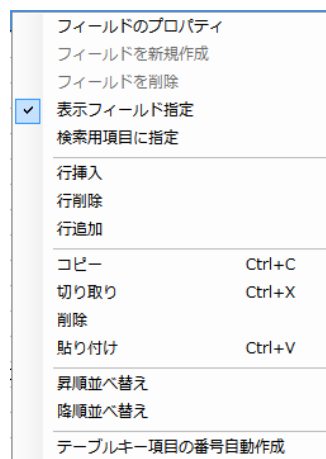 フィールドのプロパティ
フィールドを新規作成
フィールドを削除
表示フィールド指定
検索用項目に指定
行挿入
行削除
行追加
コピー Ctrl+C
切り取り Ctrl+X
削除
貼り付け Ctrl+V
昇順並べ替え
降順並べ替え
テーブルキー項目の番号自動作成